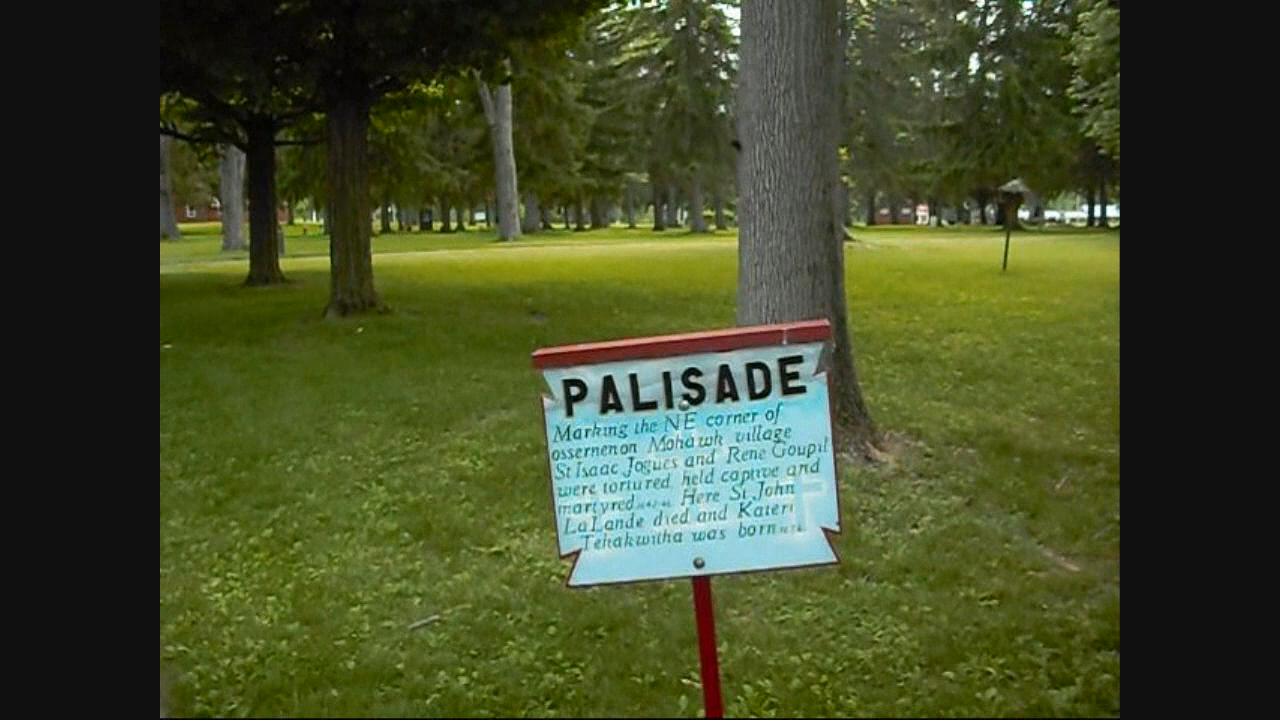 PALISADE
Marking the NE corner of
ossernenon Mohawk village
St Isaac Jogues and Rene Goupil
were tortured held captive and
martyred Here St John
LaLande died and Kateri
Tekakwitha was born